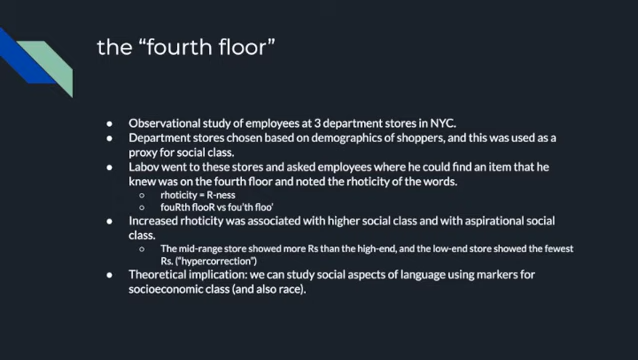 the “fourth floor”
● Observational study of employees at 3 department stores in NYC.
● Department stores chosen based on demographics of shoppers, and this was used as a
proxy for social class.
● Labov went to these stores and asked employees where he could find an item that he
knew was on the fourth floor and noted the rhoticity of the words.
○ rhoticity = R-ness
○ fouRth flooR vs fou’th floo’
● Increased rhoticity was associated with higher social class and with aspirational social
class.
○ The mid-range store showed more Rs than the high-end, and the low-end store showed the fewest
Rs. (“hypercorrection”)
● Theoretical implication: we can study social aspects of language using markers for
socioeconomic class (and also race).